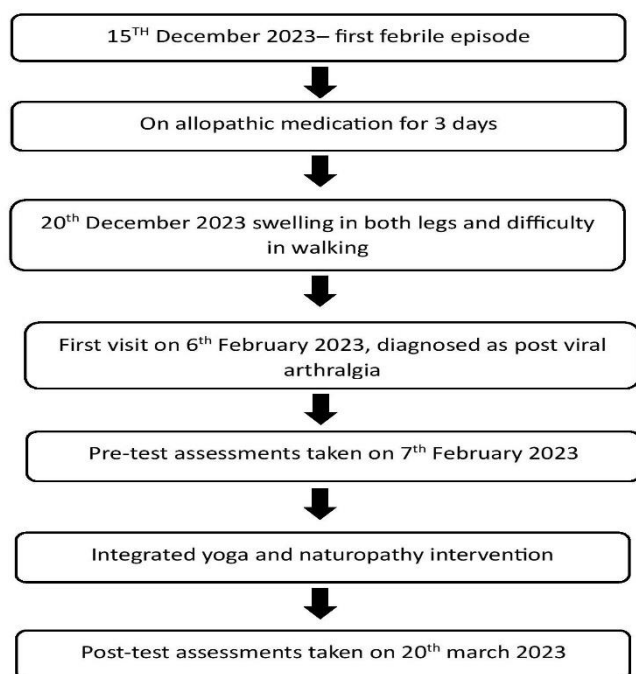 15TH December 2023– first febrile episode
On allopathic medication for 3 days
20th December 2023 swelling in both legs and difficulty
in walking
First visit on 6th February 2023, diagnosed as post viral
arthralgia
Pre-test assessments taken on 7th February 2023
Integrated yoga and naturopathy intervention
Post-test assessments taken on 20th march 2023